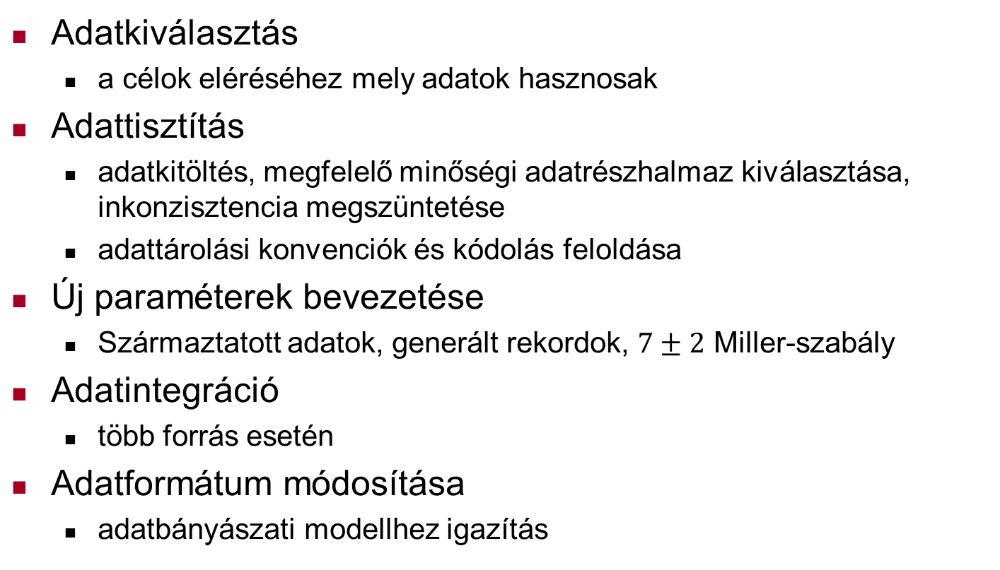 Adatkiválasztás
a célok eléréséhez mely adatok hasznosak
Adattisztítás
adatkitöltés, megfelelő minőségi adatrészhalmaz kiválasztása,
inkonzisztencia megszüntetése
adattárolási konvenciók és kódolás feloldása
Új paraméterek bevezetése
Származtatott adatok, generált rekordok, 7 ± 2 Miller-szabály
Adatintegráció
több forrás esetén
Adatformátum módosítása
adatbányászati modellhez igazítás